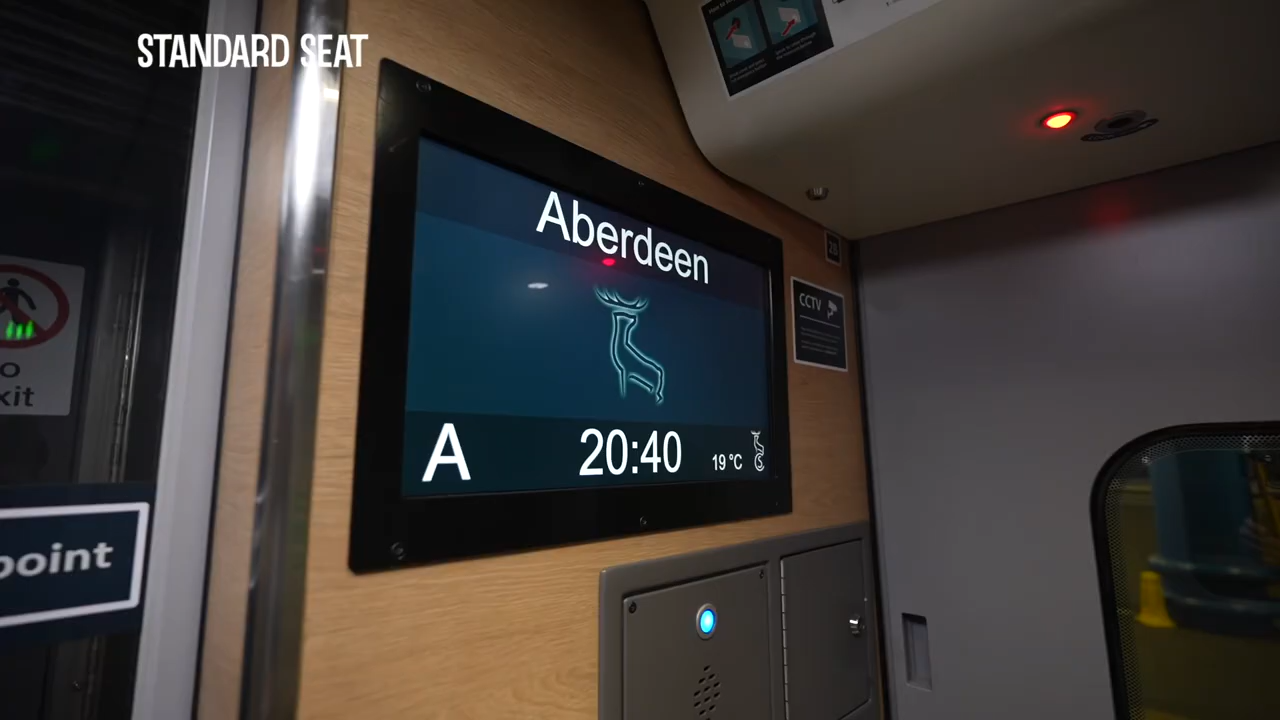 STANDARD SEAT
Aberdeen
A
20:40
19 °C
CCTV
xit
point